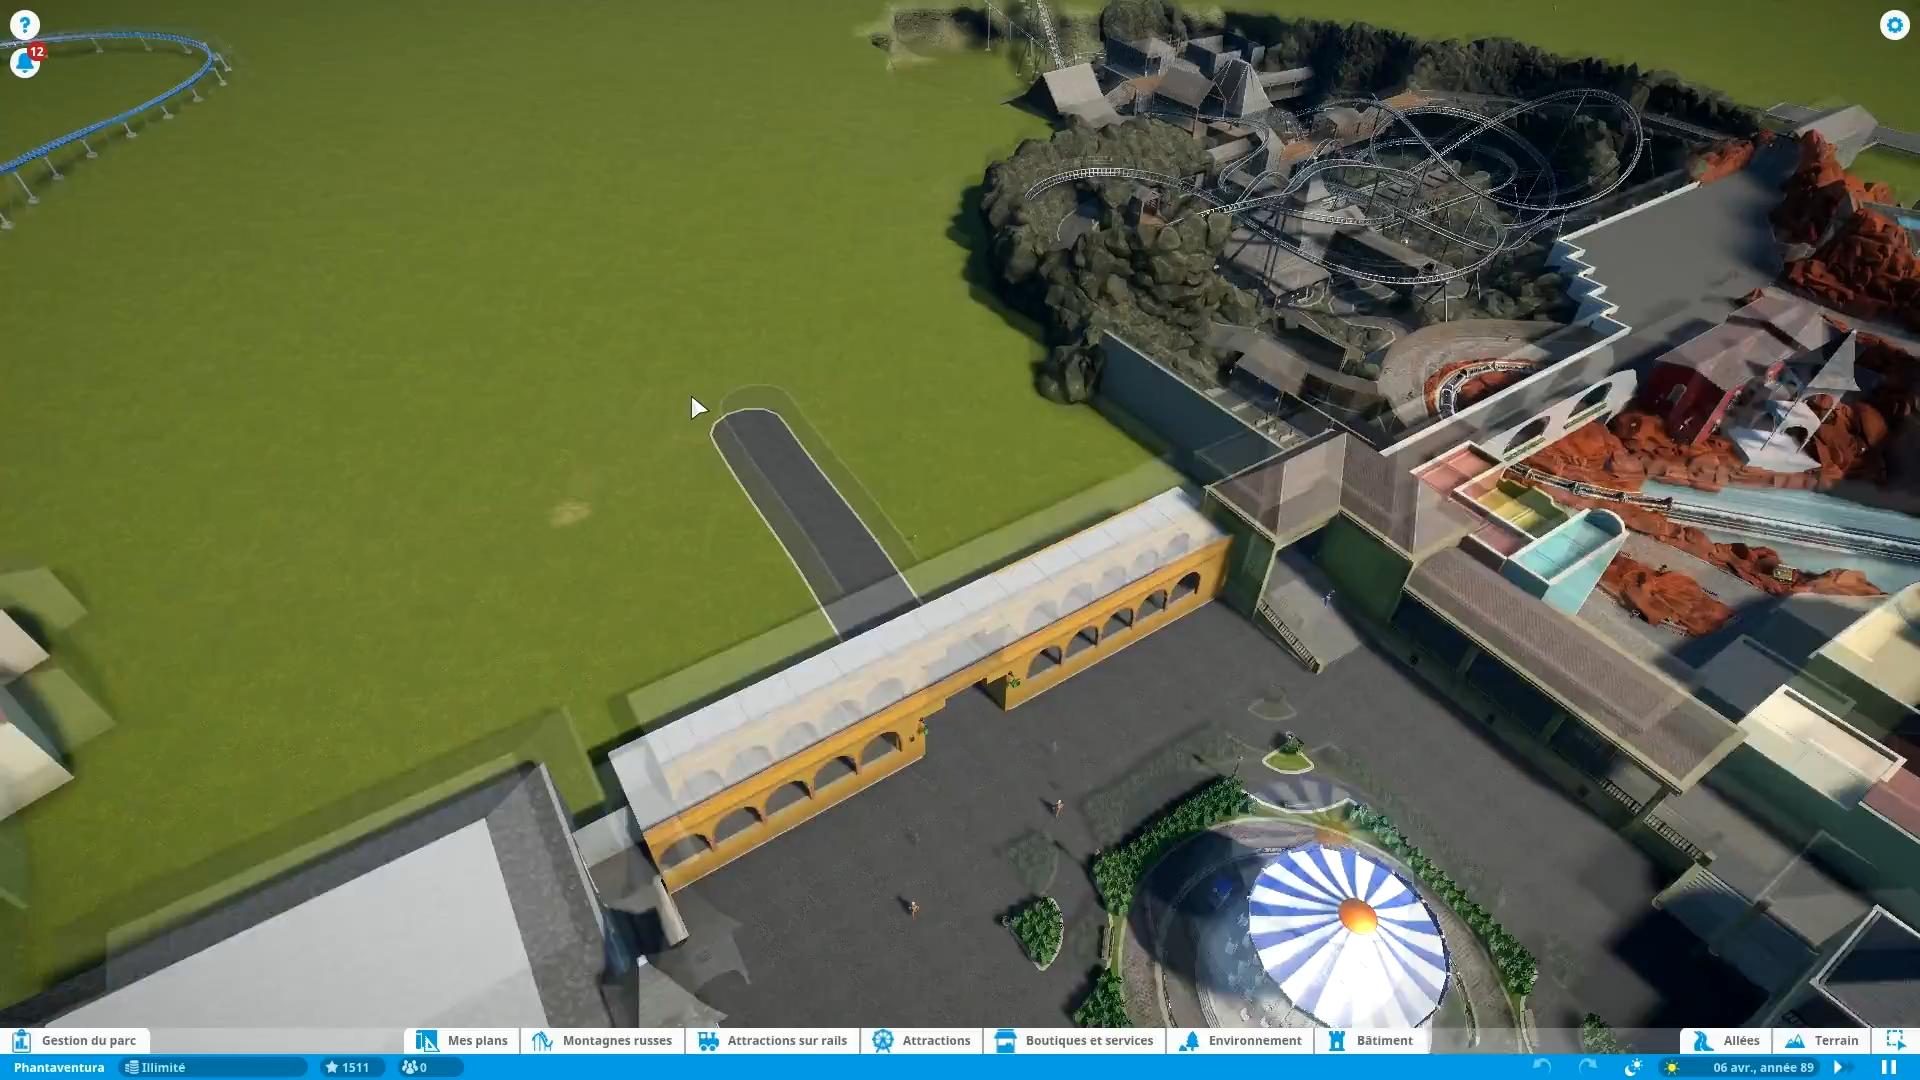 ?
12
Gestion du parc
Mes plans
Montagnes russes
Attractions sur rails
Attractions
Boutiques et services
Environnement
Bâtiment
Allées
Terrain
Phantaventura
Illimité
1511
0
06 avr., année 89